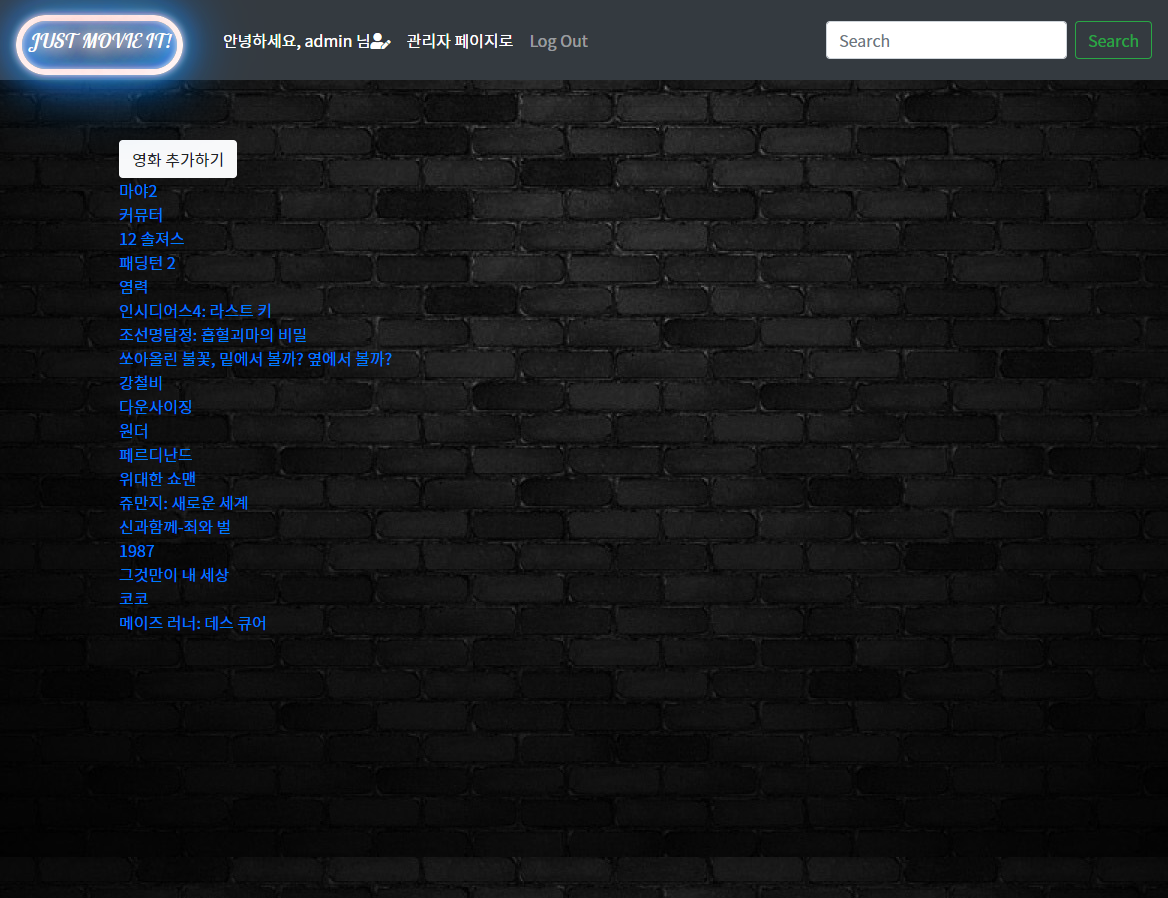 JUST MOVIE IT!
안녕하세요, admin 님 관리자 페이지로 Log Out Search Search
영화 추가하기
마야2
커뮤터
12 솔져스
패딩턴 2
염력
인시디어스4: 라스트 키
조선명탐정: 흡혈괴마의 비밀
쏘아올린 불꽃, 밑에서 볼까? 옆에서 볼까?
강철비
다운사이징
원더
페르디난드
위대한 쇼맨
쥬만지: 새로운 세계
신과함께-죄와 벌
1987
그것만이 내 세상
코코
메이즈 러너: 데스 큐어